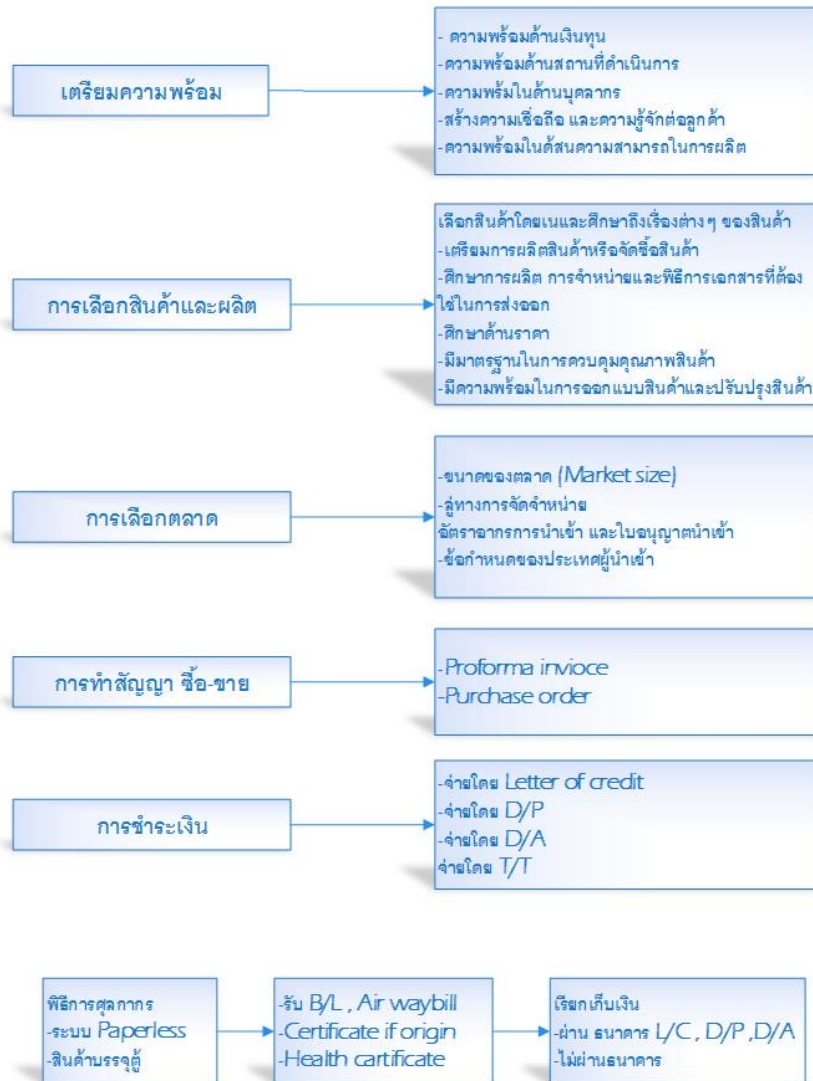 เตรียมความพร้อม
- ความพร้อมด้านเงินทุน
-ความพร้อมด้านสถานที่ดำเนินการ
-ความพร้มในด้านบุคลากร
-สร้างความเชื่อถือ และความรู้จักต่อลูกค้า
-ความพร้อมในด้สนความสามารถในการผลิต
การเลือกสินค้าและผลิต
เลือกสินค้าโดยเนและศึกษาถึงเรื่องต่างๆ ของสินค้า
-เตรียมการผลิตสินค้าหรือจัดซื้อสินค้า
-ศึกษาการผลิต การจำหน่ายและพิธีการเอกสารที่ต้อง
ใช้ในการส่งออก
-ศึกษาด้านราคา
-มีมาตรฐานในการควบคุมคุณภาพสินค้า
-มีความพร้อมในการออกแบบสินค้าและปรับปรุงสินค้า
การเลือกตลาด
-ขนาดของตลาด (Market size)
-ลู่ทางการจัดจำหน่าย
อัตราอากรการนำเข้า และใบอนุญาตนำเข้า
-ข้อกำหนดของประเทศผู้นำเข้า
การทำสัญญา ซื้อ-ขาย
-Proforma invioce
-Purchase order
การชำระเงิน
-จ่ายโดย Letter of credit
-จ่ายโดย D/P
-จ่ายโดย D/A
จ่ายโดย T/T
พิธีการศุลกากร
-ระบบ Paperless
-สินค้าบรรจุตู้
-รับ B/L , Air waybill
-Certificate if origin
-Health cartificate
เรียกเก็บเงิน
-ผ่าน ธนาคาร L/C , D/P ,D/A
-ไม่ผ่านธนาคาร